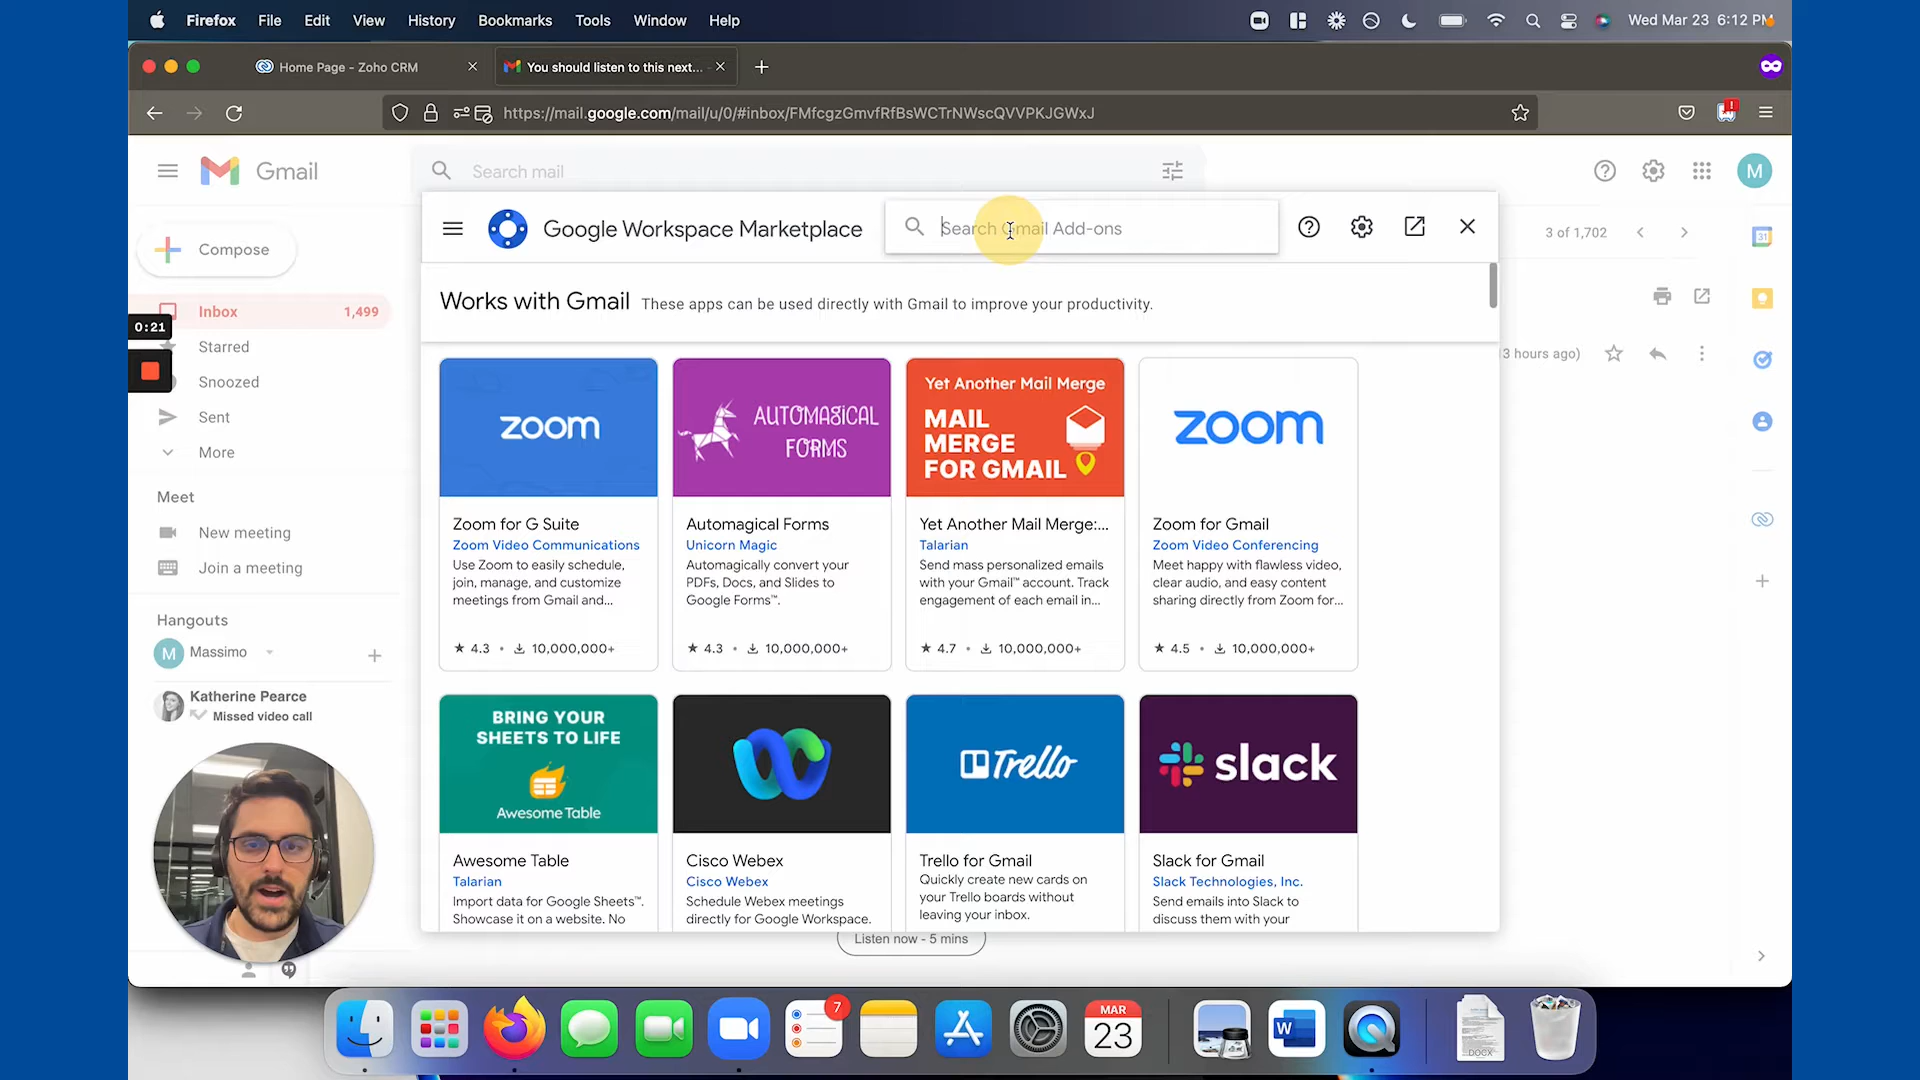 Firefox File Edit View History Bookmarks Tools Window Help
Wed Mar 23 6:12 PM
Home Page - Zoho CRM
You should listen to this next...
https://mail.google.com/mail/u/0/#inbox/FMfcgzGmvfRfBsWCTrNWscQVVPKJGWxJ
Gmail
Search mail
M
Compose
Google Workspace Marketplace
Search Gmail Add-ons
3 of 1,702
31
Works with Gmail These apps can be used directly with Gmail to improve your productivity.
Inbox 1,499
0:21
Starred
Snoozed
Sent
More
3 hours ago)
Meet
New meeting
Join a meeting
Hangouts
M Massimo
Katherine Pearce
Missed video call
zoom
Zoom for G Suite
Zoom Video Communications
Use Zoom to easily schedule,
join, manage, and customize
meetings from Gmail and...
★ 4.3 • 10,000,000+
AUTOMAGICAL
FORMS
Automagical Forms
Unicorn Magic
Automagically convert your
PDFs, Docs, and Slides to
Google Forms™.
★ 4.3 • 10,000,000+
Yet Another Mail Merge
MAIL
MERGE
FOR GMAIL
Yet Another Mail Merge:...
Talarian
Send mass personalized emails
with your Gmail™ account. Track
engagement of each email in...
★ 4.7 • 10,000,000+
zoom
Zoom for Gmail
Zoom Video Conferencing
Meet happy with flawless video,
clear audio, and easy content
sharing directly from Zoom for...
★ 4.5 • 10,000,000+
BRING YOUR
SHEETS TO LIFE
Awesome Table
Awesome Table
Talarian
Import data for Google Sheets™.
Showcase it on a website. No
Cisco Webex
Cisco Webex
Schedule Webex meetings
directly for Google Workspace.
Trello
Trello for Gmail
Quickly create new cards on
your Trello boards without
leaving your inbox.
slack
Slack for Gmail
Slack Technologies, Inc.
Send emails into Slack to
discuss them with your
Listen now - 5 mins
7
MAR
23
W
DOCX